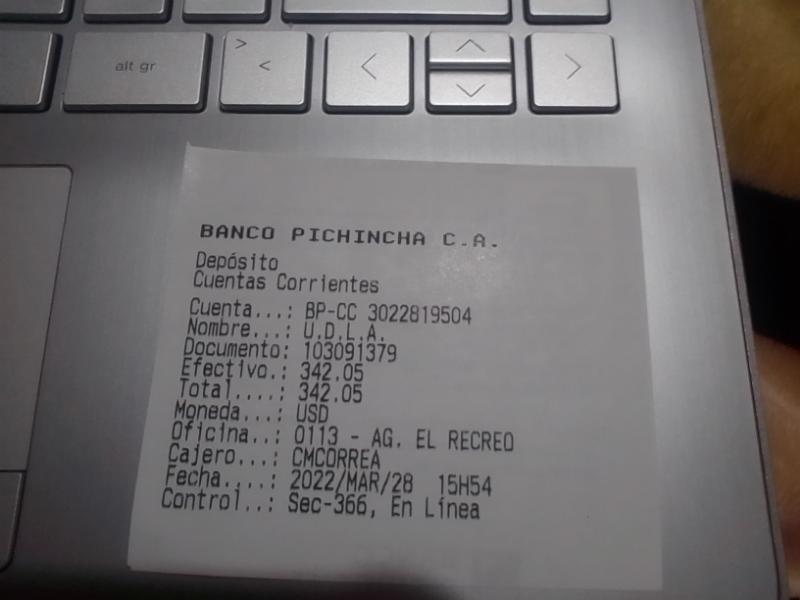 alt gr
>
<
BANCO PICHINCHA C.A.
Depósito
Cuentas Corrientes
Cuenta...: BP-CC 3022819504
Nombre...: U.D.L.A.
Documento: 103091379
Efectivo.: 342.05
Total....: 342.05
Moneda...: USD
Oficina..: 0113 - AG. EL RECREO
Cajero...: CMCORREA
Fecha....: 2022/MAR/28 15H54
Control..: Sec-366, En Línea